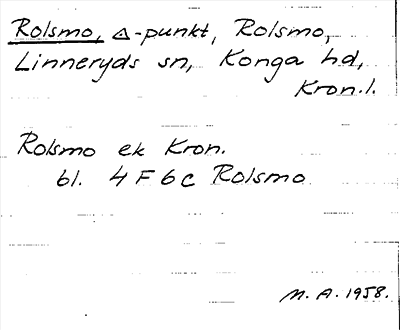 Rolsmo, △-punkt, Rolsmo,
Linneryds sn, Konga hd,
Kron.l.
Rolsmo ek Kron.
bl. 4 F 6 c Rolsmo
M. A. 1958.